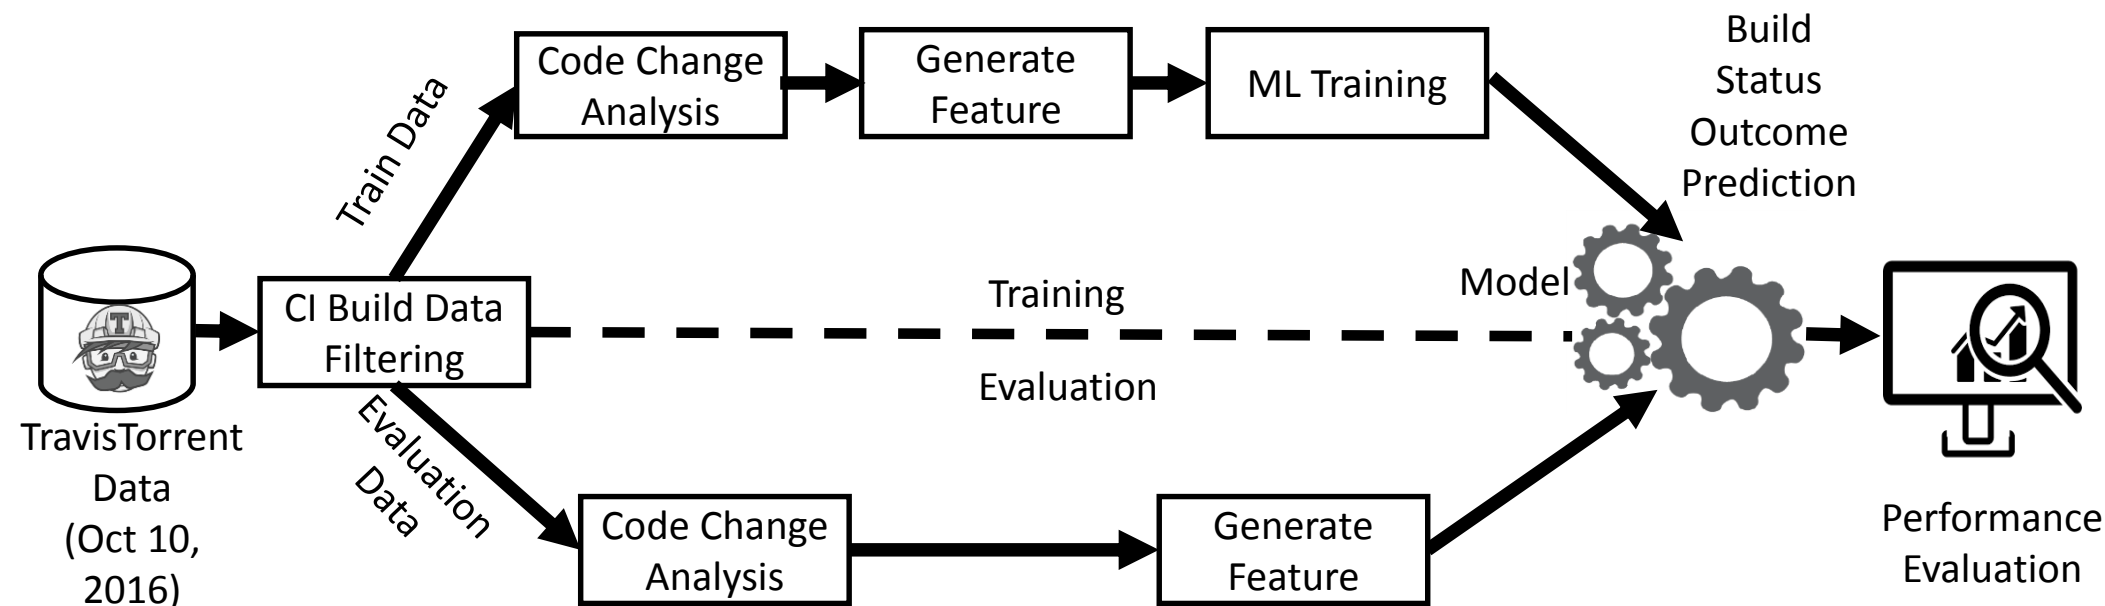 Code Change
Analysis
Generate
Feature
ML Training
Build
Status
Outcome
Prediction
Train Data
TravisTorrent
Data
(Oct 10,
2016)
T
CI Build Data
Filtering
Training
Evaluation
Model
Evaluation
Data
Code Change
Analysis
Generate
Feature
Performance
Evaluation